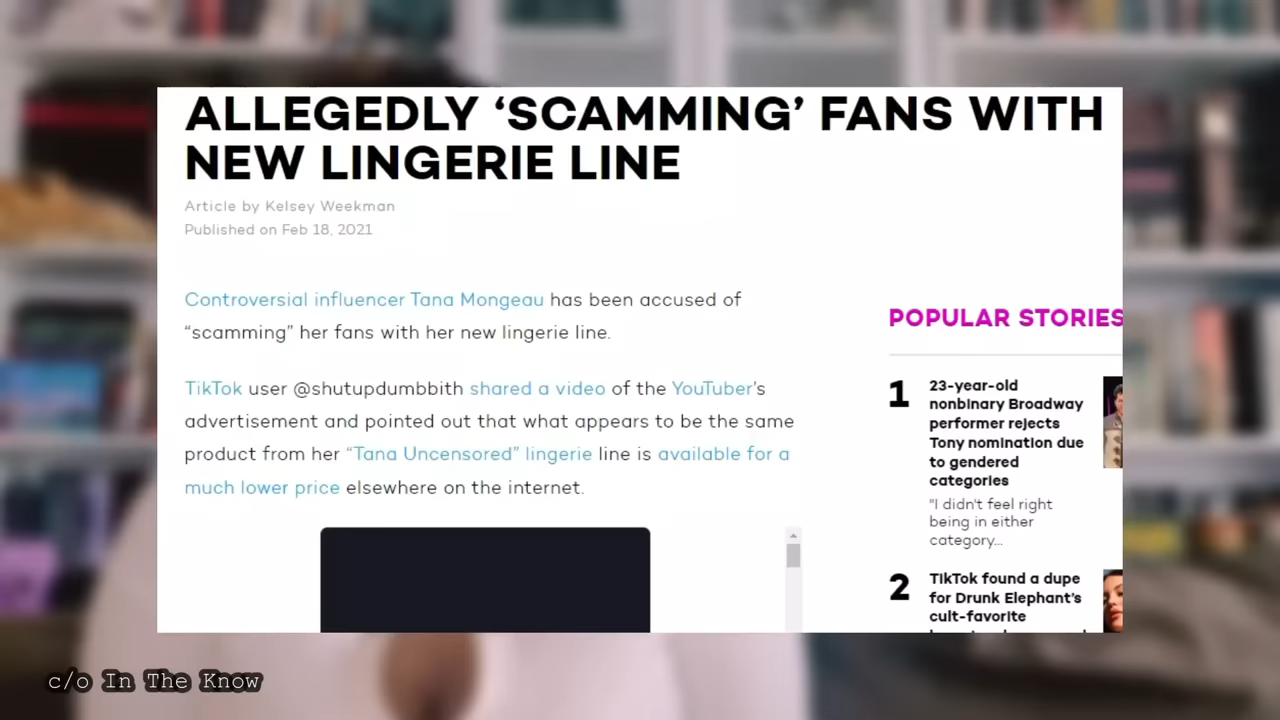 ALLEGEDLY ‘SCAMMING’ FANS WITH
NEW LINGERIE LINE
Article by Kelsey Weekman
Published on Feb 18, 2021
Controversial influencer Tana Mongeau has been accused of
“scamming” her fans with her new lingerie line.
TikTok user @shutupdumbbith shared a video of the YouTuber’s
advertisement and pointed out that what appears to be the same
product from her “Tana Uncensored” lingerie line is available for a
much lower price elsewhere on the internet.
POPULAR STORIES
1
23-year-old
nonbinary Broadway
performer rejects
Tony nomination due
to gendered
categories
"I didn't feel right
being in either
category...
2
TikTok found a dupe
for Drunk Elephant’s
cult-favorite
c/o In The Know